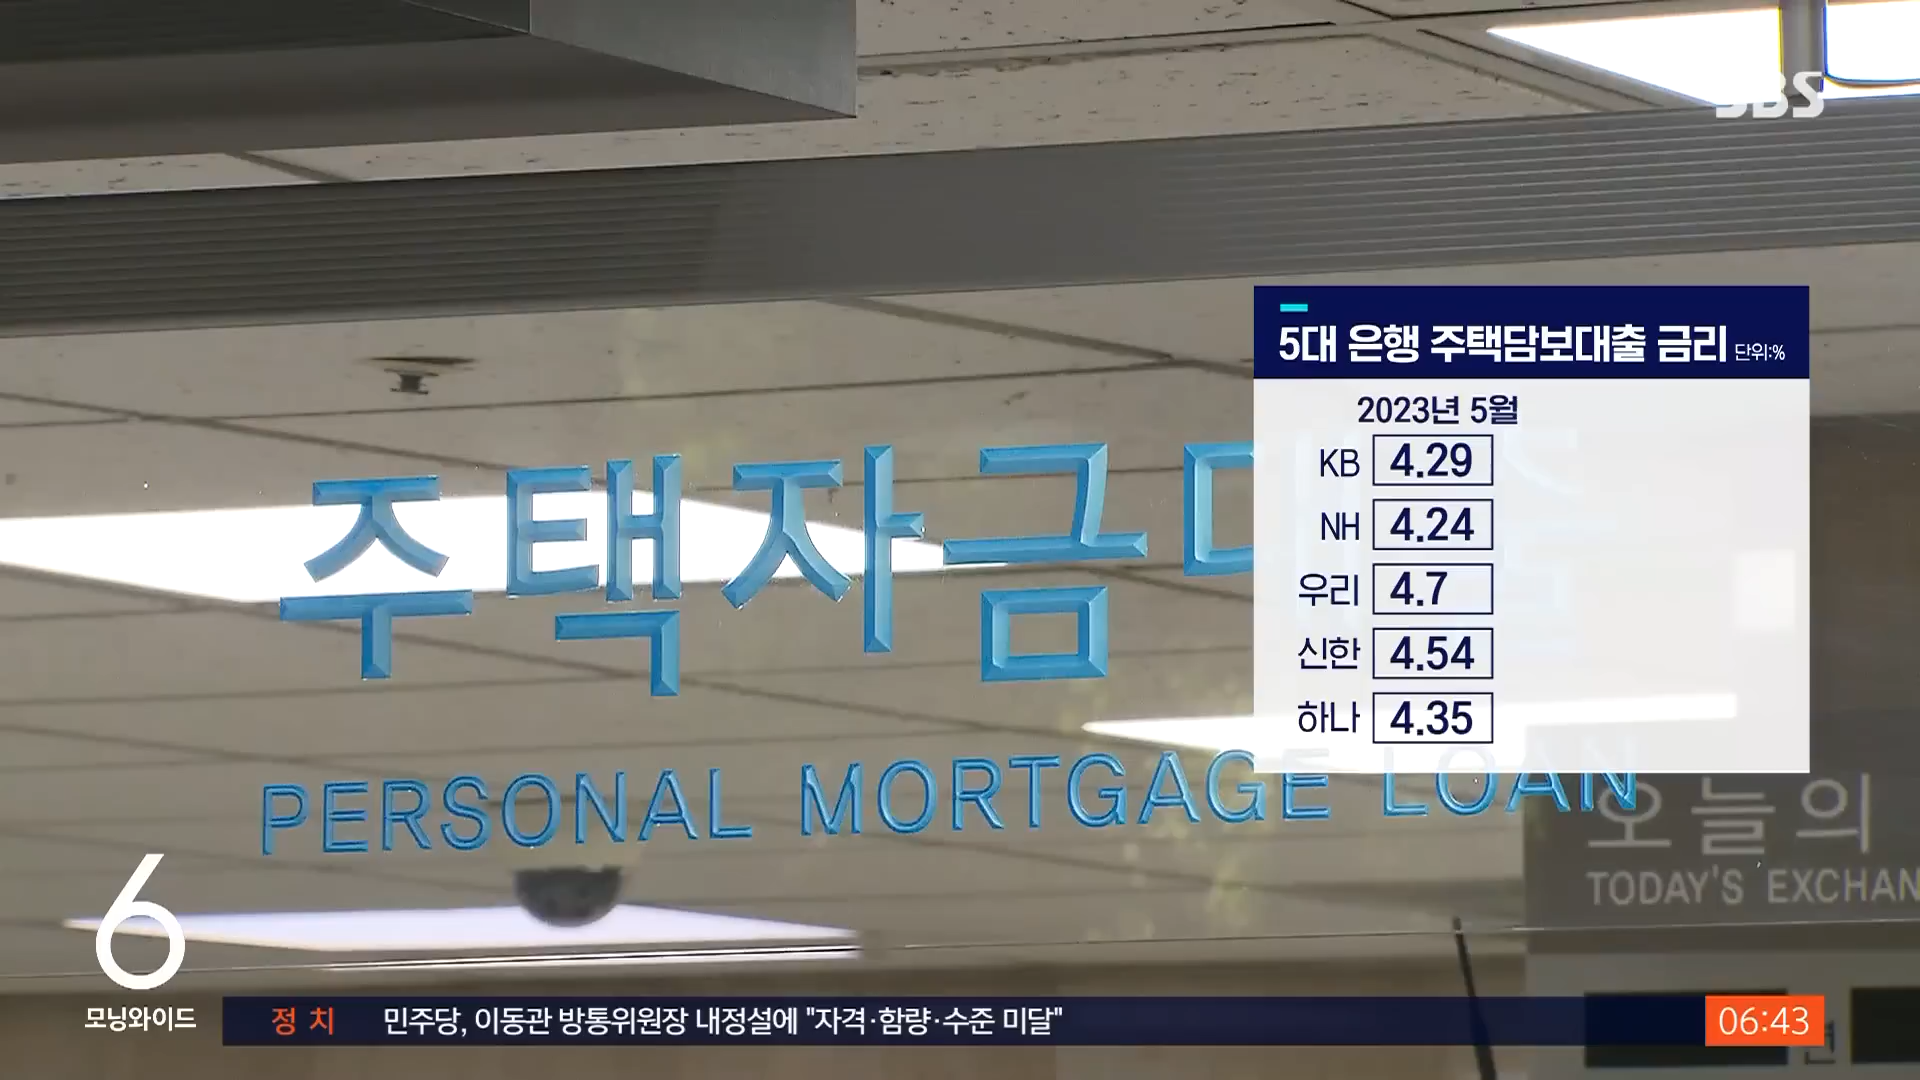 SBS
5대 은행 주택담보대출 금리 단위:%
2023년 5월
KB 4.29
NH 4.24
우리 4.7
신한 4.54
하나 4.35
주택자금대
PERSONAL MORTGAGE LOAN
오늘의
TODAY'S EXCHAN
6
모닝와이드
정치 민주당, 이동관 방통위원장 내정설에 "자격·함량·수준 미달" 06:43